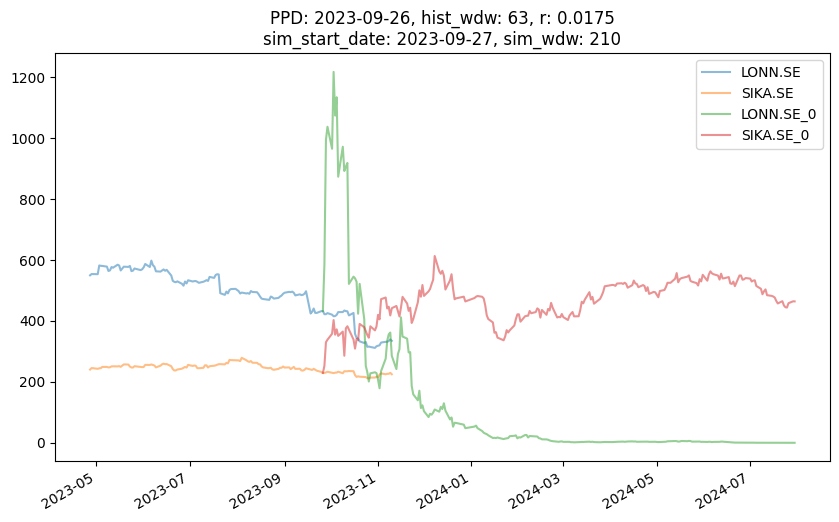 PPD: 2023-09-26, hist_wdw: 63, r: 0.0175
sim_start_date: 2023-09-27, sim_wdw: 210
LONN.SE
SIKA.SE
LONN.SE_0
SIKA.SE_0
1200
1000
800
600
400
200
0
2023-05
2023-07
2023-09
2023-11
2024-01
2024-03
2024-05
2024-07